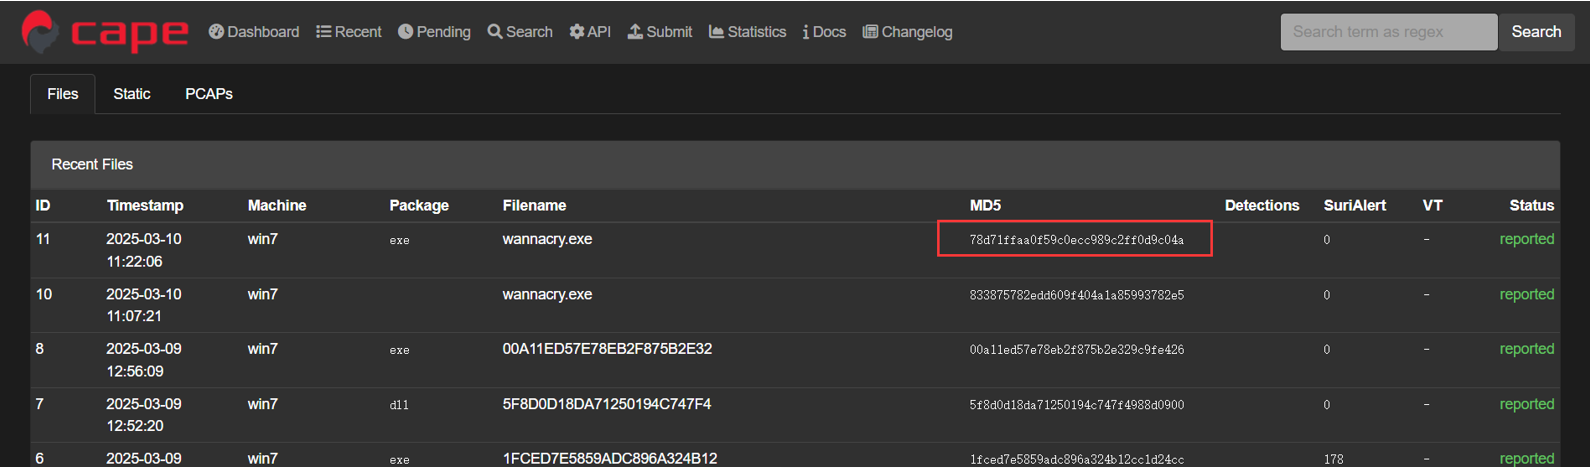 cape Dashboard Recent Pending Search API Submit Statistics Docs Changelog Search term as regex Search
Files Static PCAPs
Recent Files
ID Timestamp Machine Package Filename MD5 Detections SuriAlert VT Status
11 2025-03-10 win7 exe wannacry.exe 78d71ffaa0f59c0ecc989c2ff0d9c04a 0 - reported
11:22:06
10 2025-03-10 win7 wannacry.exe 833875782edd609f404a1a85993782e5 0 - reported
11:07:21
8 2025-03-09 win7 exe 00A11ED57E78EB2F875B2E32 00a11ed57e78eb2f875b2e329c9fe426 0 - reported
12:56:09
7 2025-03-09 win7 dll 5F8D0D18DA71250194C747F4 5f8d0d18da71250194c747f4988d0900 0 - reported
12:52:20
6 2025-03-09 win7 exe 1FCED7E5859ADC896A324B12 1fced7e5859adc896a324b12cc1d24cc 178 - reported